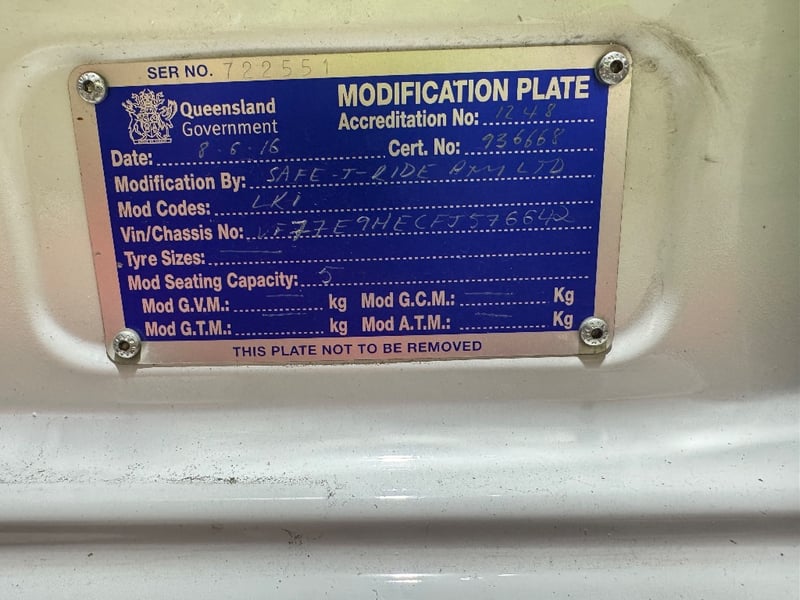 SER NO. 722551
Queensland Government
MODIFICATION PLATE
Accreditation No: 1248
Date: 8.6.16 Cert. No: 936668
Modification By: SAFE-T-RIDE LTD
Mod Codes: LK1
Vin/Chassis No: VF77E9HECFJ576642
Tyre Sizes:
Mod Seating Capacity: 5
Mod G.V.M.: kg Mod G.C.M.: Kg
Mod G.T.M.: kg Mod A.T.M.: Kg
THIS PLATE NOT TO BE REMOVED